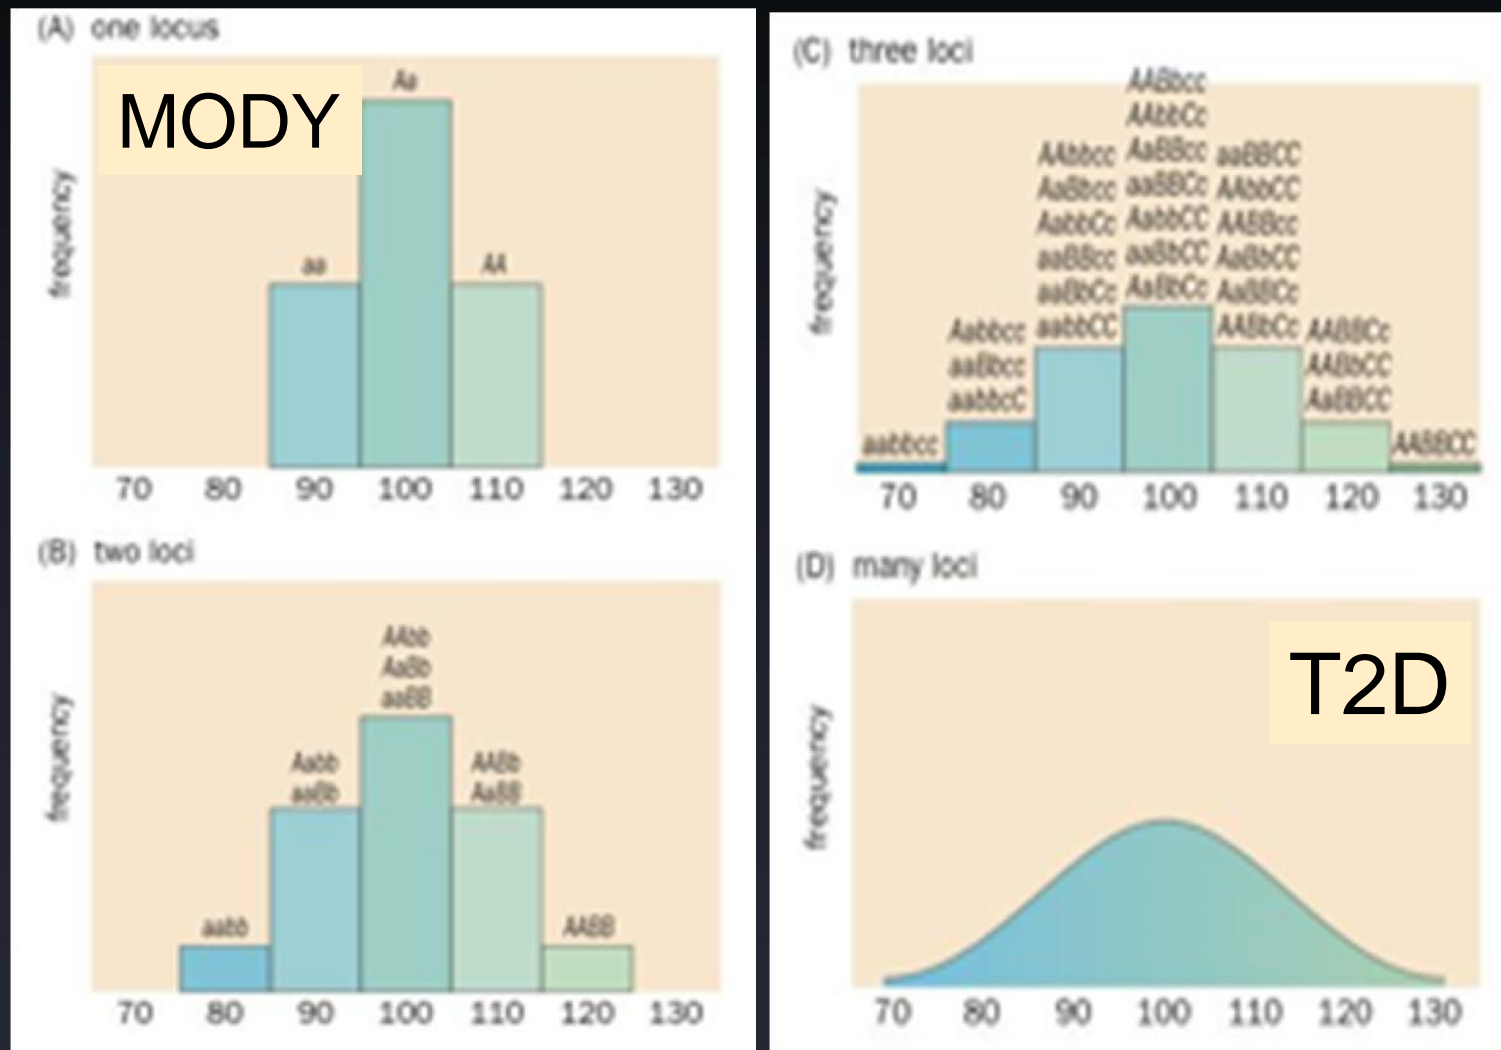 (A) one locus
MODY
frequency
Aa
aa
AA
70 80 90 100 110 120 130
(B) two loci
frequency
AAbb
AaBb
aaBB
Aabb
aaBb
AABb
AaBB
aabb
AABB
70 80 90 100 110 120 130
(C) three loci
frequency
aabbcc
Aabbcc
aaBbcc
aabbcC
AAbbcc
AaBbcc
AabbCc
aaBBcc
aaBbCc
aabbCC
AABbcc
AAbbCc
AaBBcc
aaBBCc
AabbCC
aaBbCC
AaBbCc
aaBBCC
AAbbCC
AABBcc
AaBbCC
AaBBCc
AABbCc
AABBCc
AABbCC
AaBBCC
AABBCC
70 80 90 100 110 120 130
(D) many loci
T2D
frequency
70 80 90 100 110 120 130